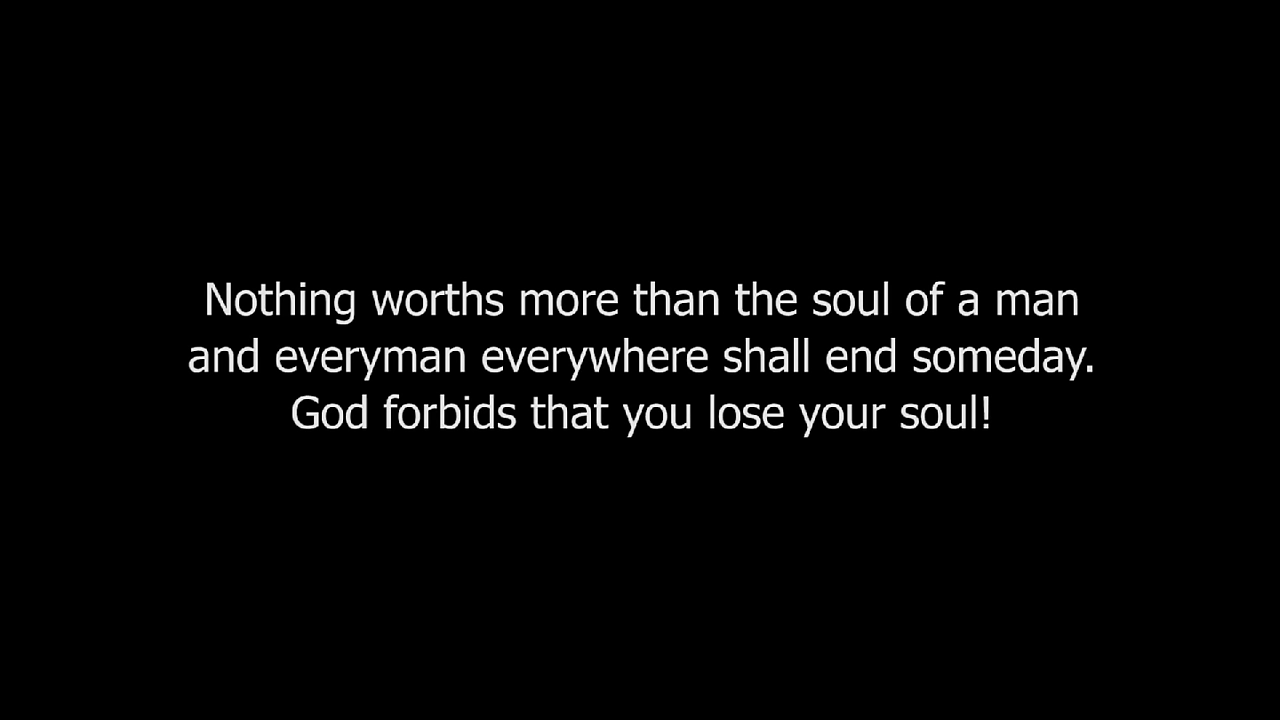 Nothing worths more than the soul of a man
and everyman everywhere shall end someday.
God forbids that you lose your soul!